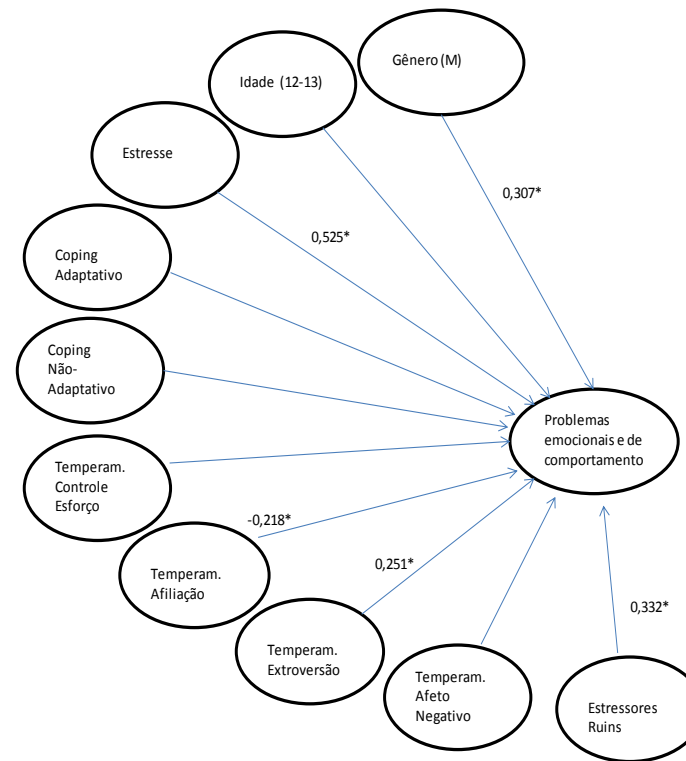 Gênero (M)
Idade (12-13)
Estresse
0,307*
0,525*
Coping
Adaptativo
Coping
Não-
Adaptativo
Problemas
emocionais e de
comportamento
Temperam.
Controle
Esforço
-0,218*
Temperam.
Afiliação
0,251*
Temperam.
Extroversão
0,332*
Temperam.
Afeto
Negativo
Estressores
Ruins